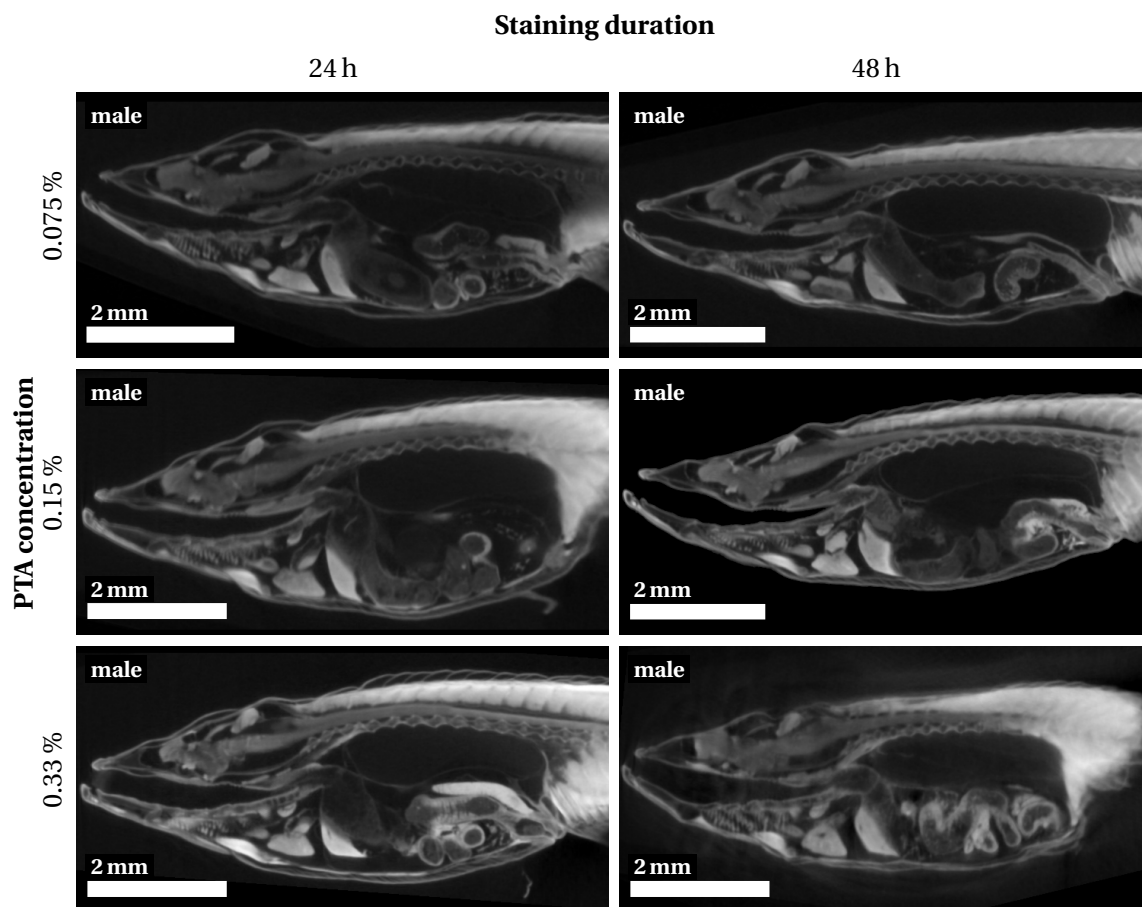 Staining duration
24 h
48 h
PTA concentration
0.075 %
male
2 mm
male
2 mm
0.15 %
male
2 mm
male
2 mm
0.33 %
male
2 mm
male
2 mm